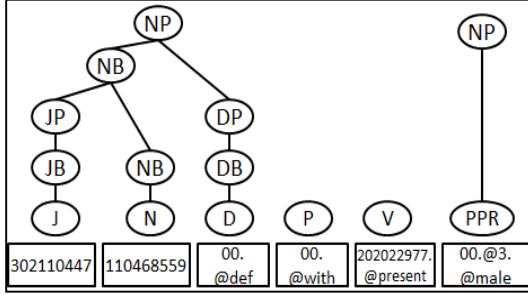 NP NP
NB
JP DP
JB NB DB
J N D P V PPR
302110447 110468559 00. @def 00. @with 202022977. @present 00.@3. @male